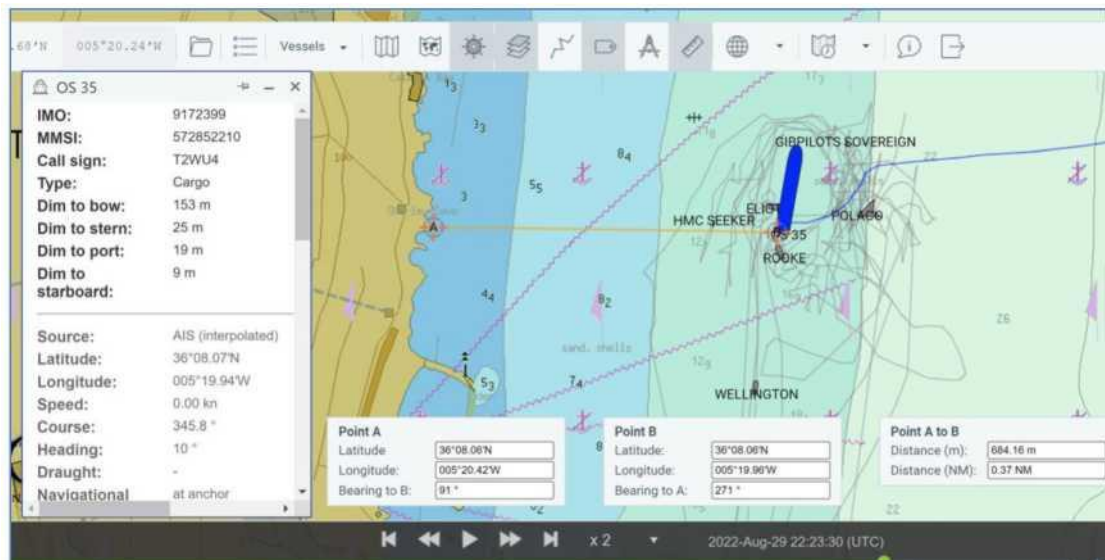 .60'N 005°20.24'W Vessels
OS 35
IMO: 9172399
MMSI: 572852210
Call sign: T2WU4
Type: Cargo
Dim to bow: 153 m
Dim to stern: 25 m
Dim to port: 19 m
Dim to starboard: 9 m
Source: AIS (interpolated)
Latitude: 36°08.07'N
Longitude: 005°19.94'W
Speed: 0.00 kn
Course: 345.8 °
Heading: 10 °
Draught: -
Navigational at anchor
GIBPILOTS SOVEREIGN
HMC SEEKER
POLACO
ROOKE
WELLINGTON
A
sand, shells
Point A
Latitude 36°08.06'N
Longitude: 005°20.42'W
Bearing to B: 91 °
Point B
Latitude: 36°08.06'N
Longitude: 005°19.96'W
Bearing to A: 271 °
Point A to B
Distance (m): 684.16 m
Distance (NM): 0.37 NM
x 2 2022-Aug-29 22:23:30 (UTC)